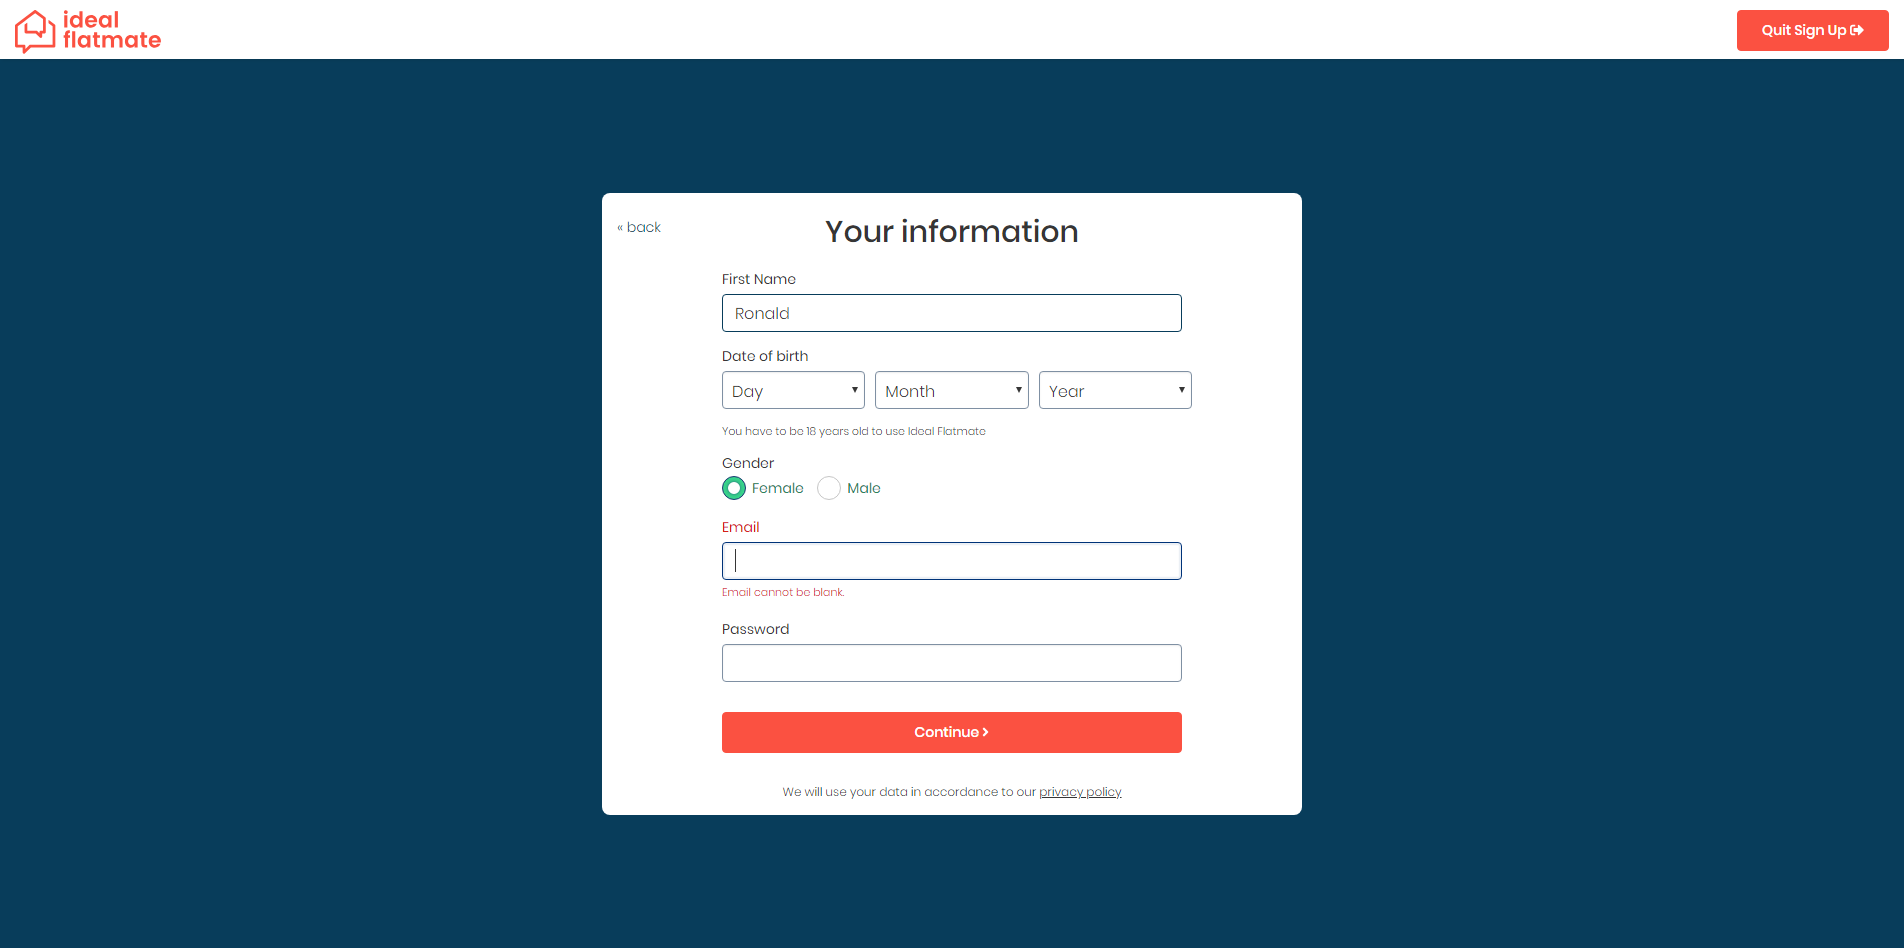 ideal
flatmate
Quit Sign Up
« back
Your information
First Name
Ronald
Date of birth
Day Month Year
You have to be 18 years old to use Ideal Flatmate
Gender
Female Male
Email
Email cannot be blank.
Password
Continue
We will use your data in accordance to our privacy policy